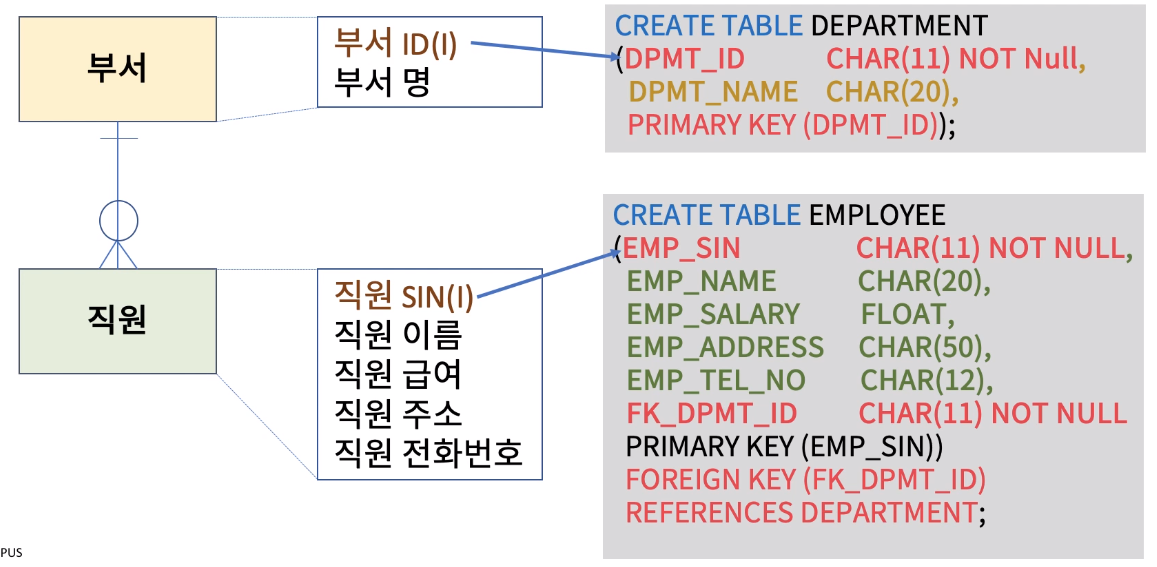 부서
부서 ID(I)
부서 명
CREATE TABLE DEPARTMENT
(DPMT_ID CHAR(11) NOT Null,
DPMT_NAME CHAR(20),
PRIMARY KEY (DPMT_ID));
직원
직원 SIN(I)
직원 이름
직원 급여
직원 주소
직원 전화번호
CREATE TABLE EMPLOYEE
(EMP_SIN CHAR(11) NOT NULL,
EMP_NAME CHAR(20),
EMP_SALARY FLOAT,
EMP_ADDRESS CHAR(50),
EMP_TEL_NO CHAR(12),
FK_DPMT_ID CHAR(11) NOT NULL
PRIMARY KEY (EMP_SIN))
FOREIGN KEY (FK_DPMT_ID)
REFERENCES DEPARTMENT;
PUS